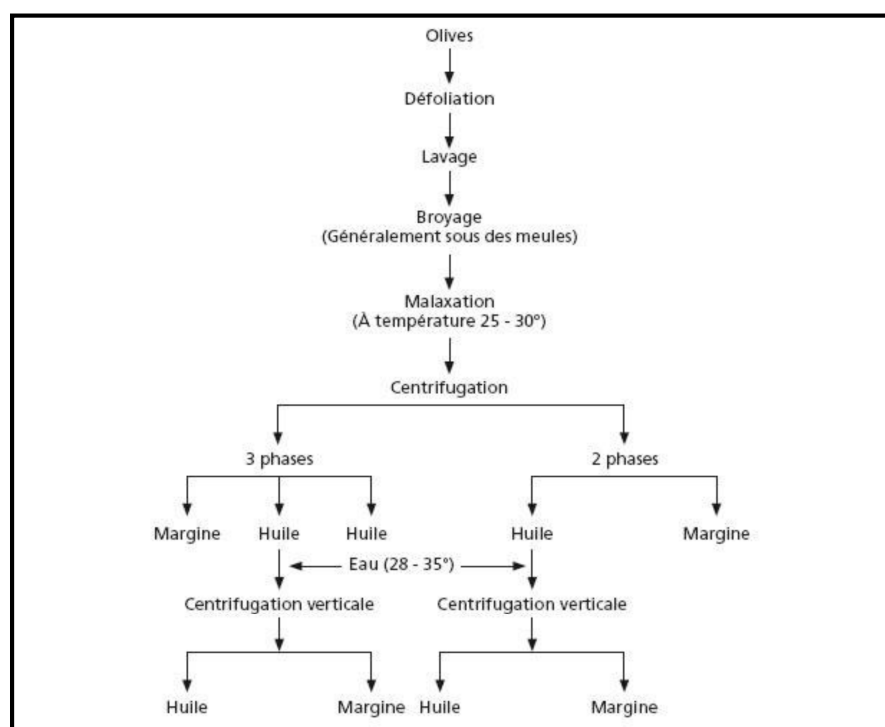 Olives
Défoliation
Lavage
Broyage
(Généralement sous des meules)
Malaxation
(À température 25 - 30°)
Centrifugation
3 phases
2 phases
Margine
Huile
Huile
Huile
Margine
Eau (28 - 35°)
Centrifugation verticale
Centrifugation verticale
Huile
Margine
Huile
Margine